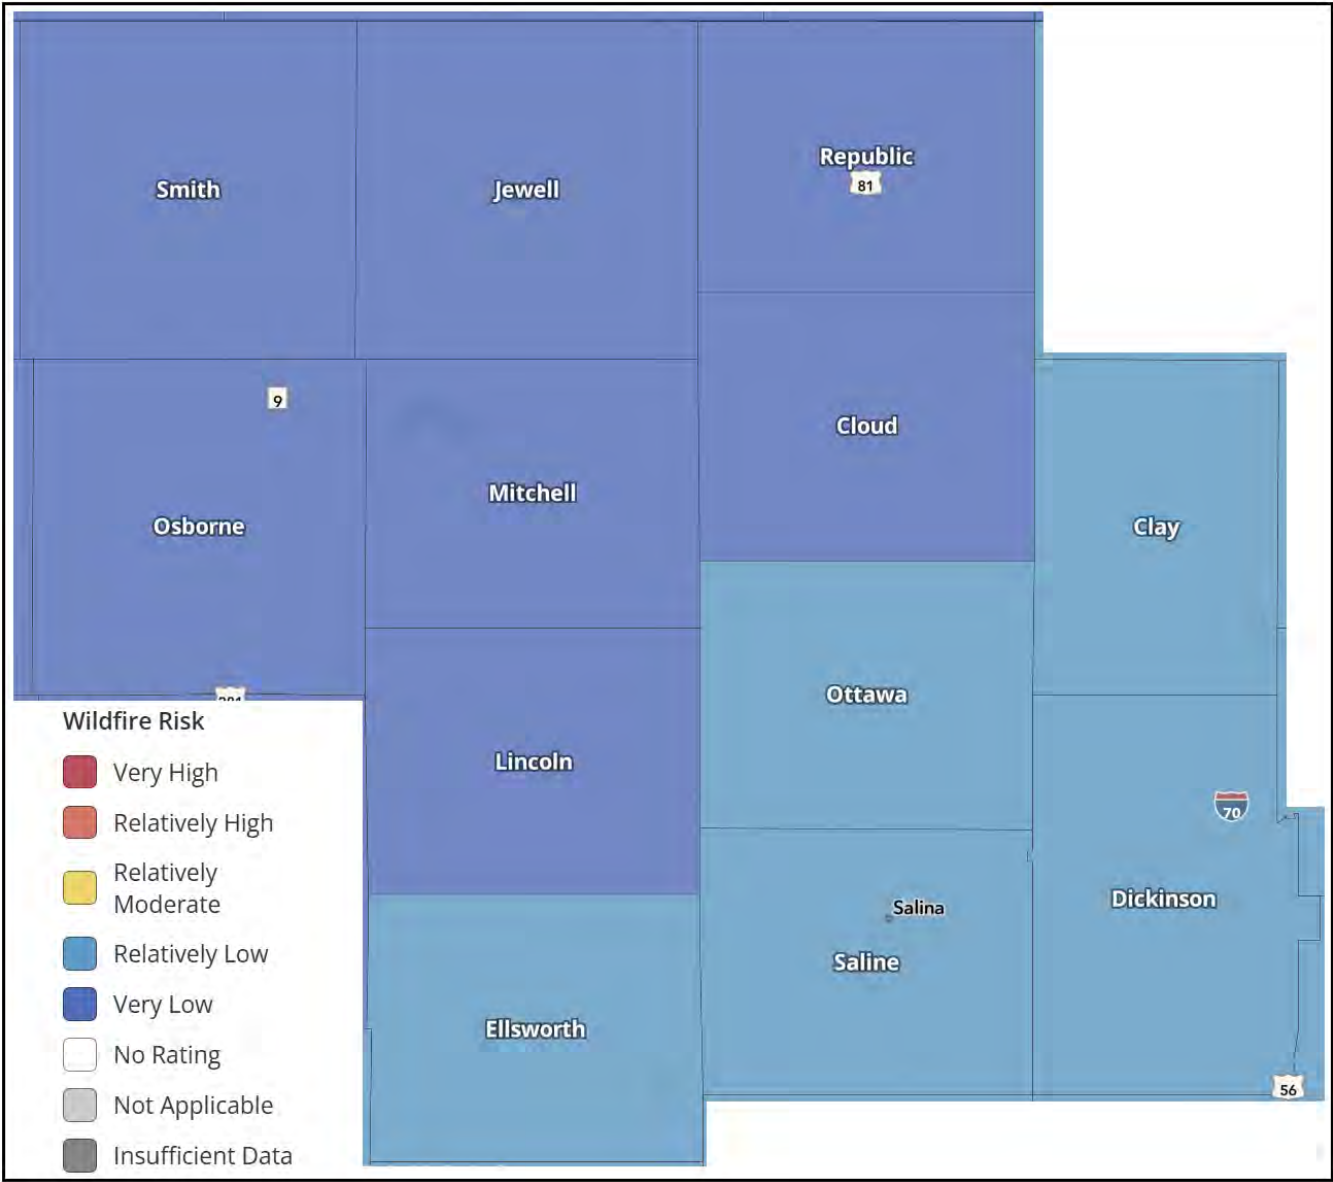 Smith
Jewell
Republic
81
9
Cloud
Mitchell
Osborne
Clay
Ottawa
Lincoln
70
Dickinson
Salina
Saline
Ellsworth
56
Wildfire Risk
Very High
Relatively High
Relatively
Moderate
Relatively Low
Very Low
No Rating
Not Applicable
Insufficient Data